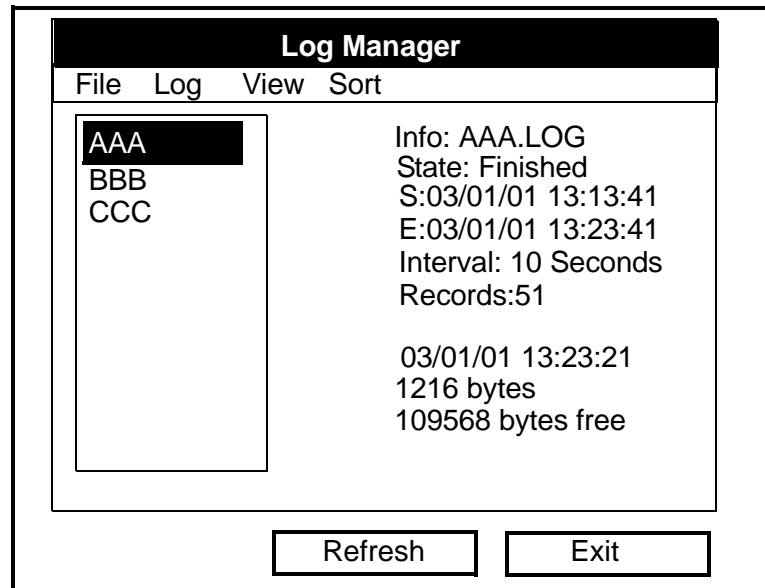 Log Manager
File Log View Sort
AAA
BBB
CCC
Info: AAA.LOG
State: Finished
S:03/01/01 13:13:41
E:03/01/01 13:23:41
Interval: 10 Seconds
Records:51
03/01/01 13:23:21
1216 bytes
109568 bytes free
Refresh Exit